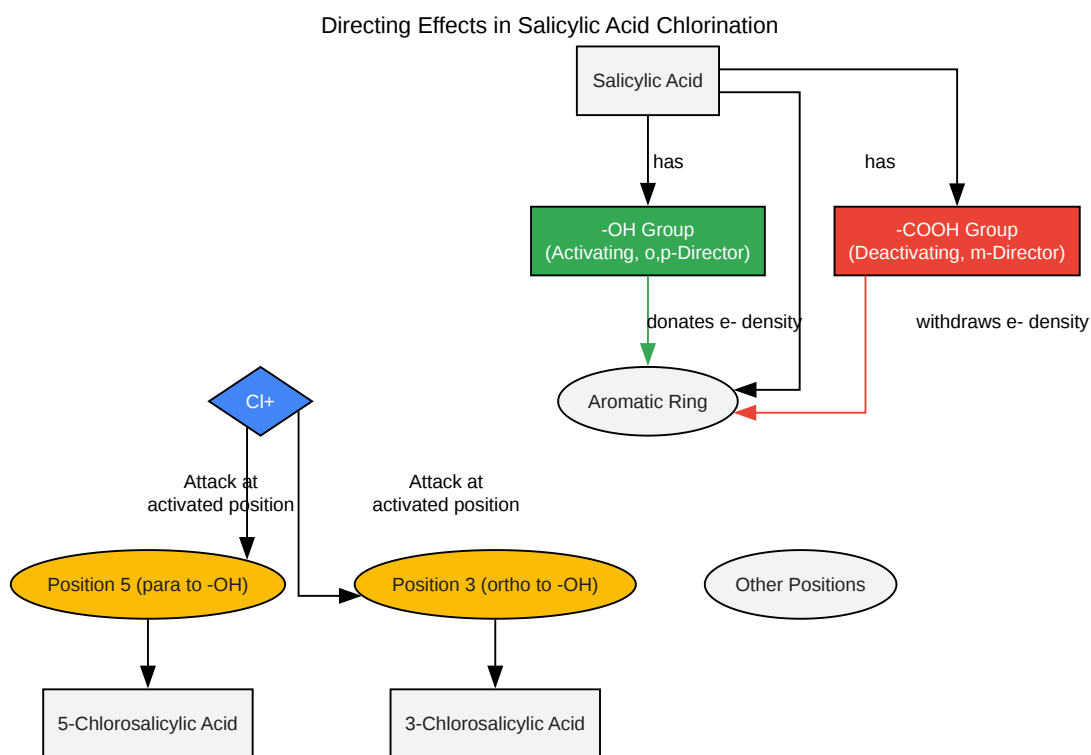 Directing Effects in Salicylic Acid Chlorination
Salicylic Acid
has
has
-OH Group
(Activating, o,p-Director)
-COOH Group
(Deactivating, m-Director)
donates e- density
withdraws e- density
Aromatic Ring
Cl+
Attack at
activated position
Attack at
activated position
Position 5 (para to -OH)
Position 3 (ortho to -OH)
Other Positions
5-Chlorosalicylic Acid
3-Chlorosalicylic Acid